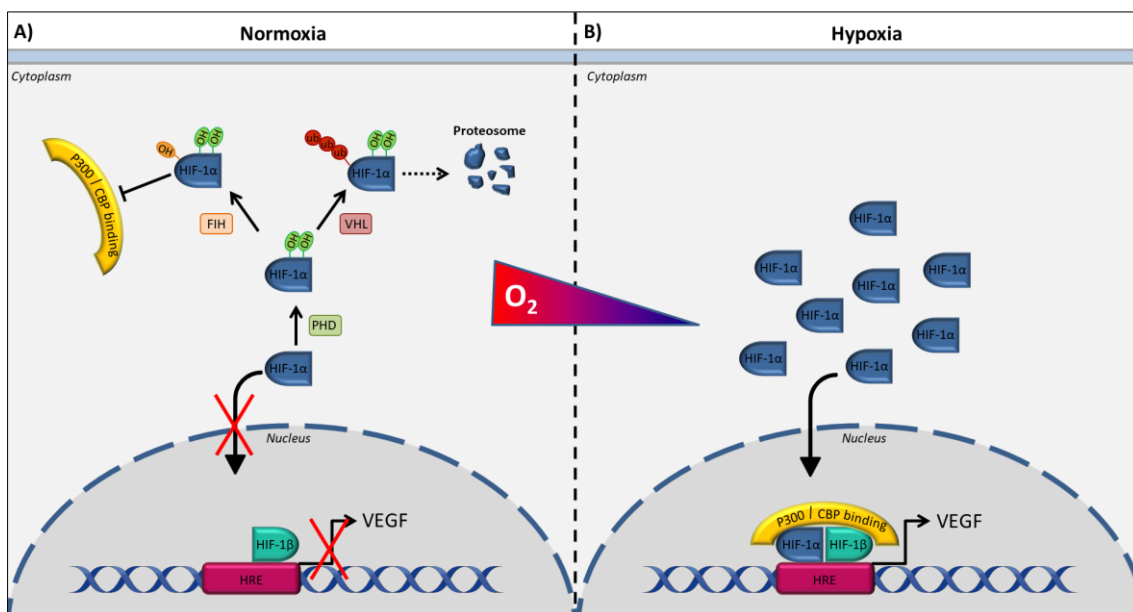 A)
Normoxia
Cytoplasm
P300 / CBP binding
OH
OH
OH
HIF-1α
ub
ub
ub
OH
OH
HIF-1α
Proteosome
FIH
VHL
OH
OH
HIF-1α
PHD
HIF-1α
Nucleus
HIF-1β
VEGF
HRE
O2
B)
Hypoxia
Cytoplasm
HIF-1α
HIF-1α
HIF-1α
HIF-1α
HIF-1α
HIF-1α
HIF-1α
HIF-1α
Nucleus
P300 / CBP binding
HIF-1α
HIF-1β
VEGF
HRE